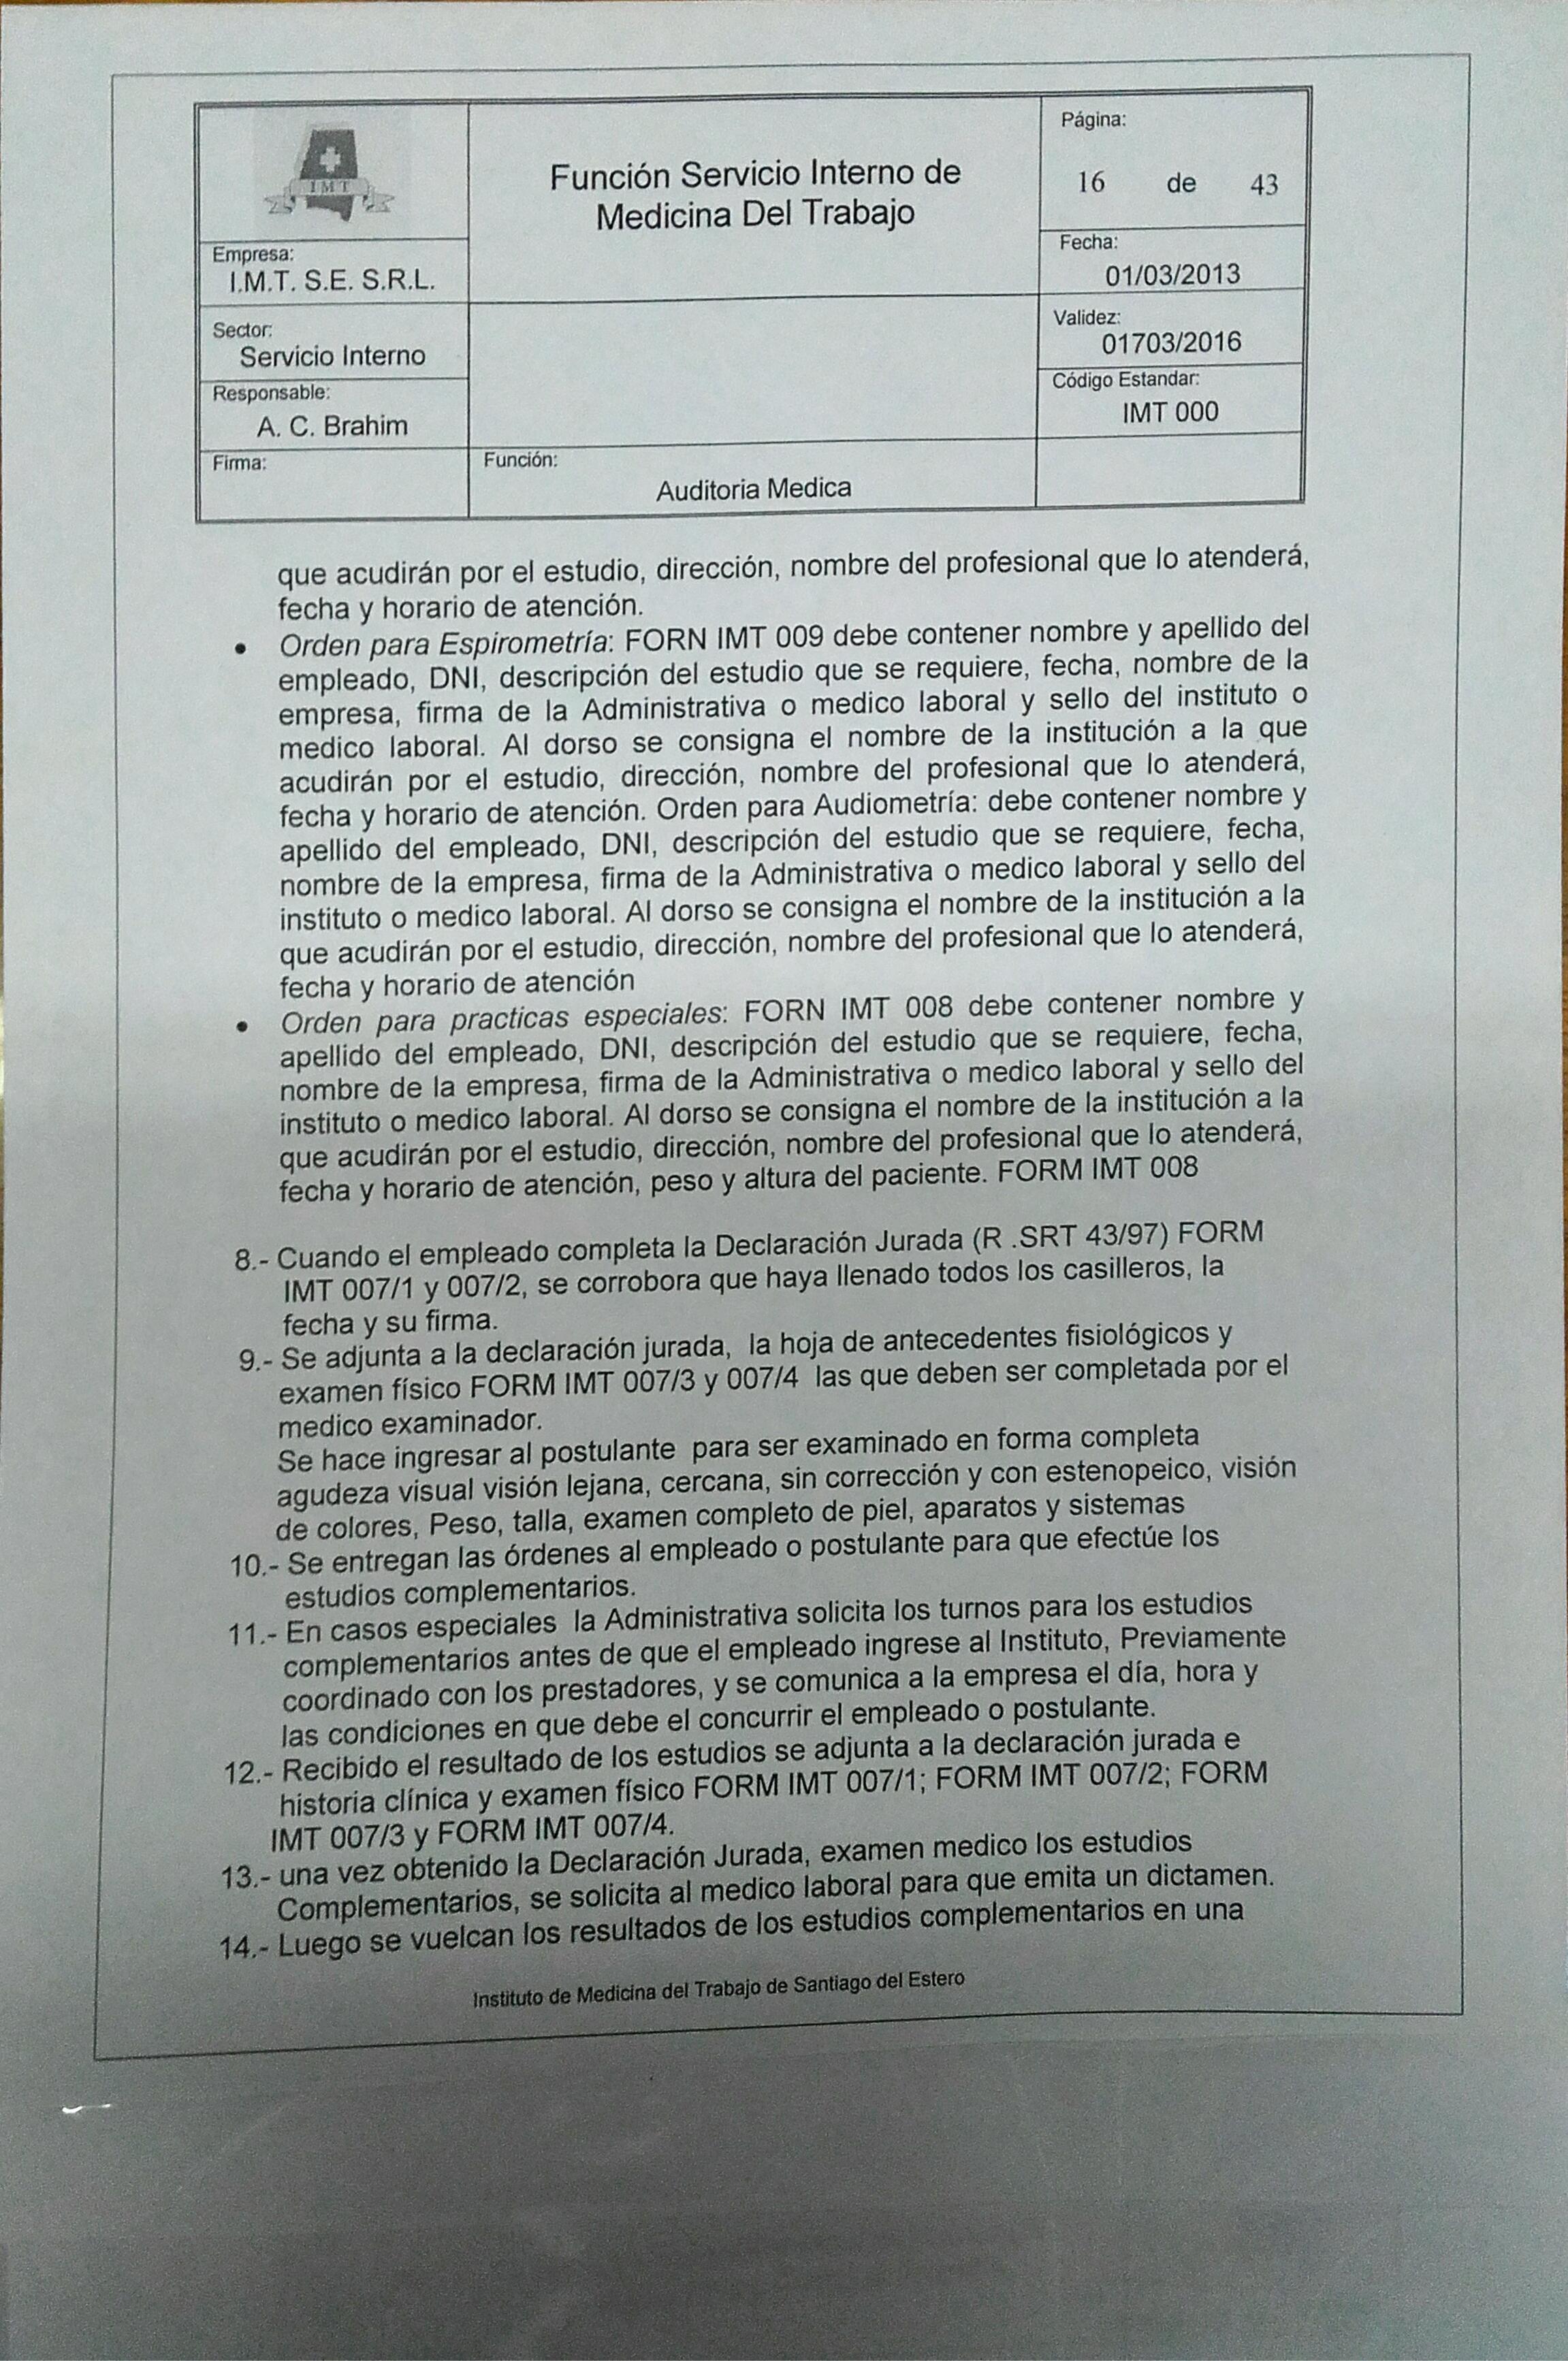 IMT
Función Servicio Interno de
Medicina Del Trabajo
Página:
16 de 43
Empresa:
I.M.T. S.E. S.R.L.
Fecha:
01/03/2013
Sector:
Servicio Interno
Validez:
01703/2016
Responsable:
A. C. Brahim
Código Estandar:
IMT 000
Firma:
Función:
Auditoria Medica
que acudirán por el estudio, dirección, nombre del profesional que lo atenderá,
fecha y horario de atención.
• Orden para Espirometría: FORN IMT 009 debe contener nombre y apellido del
empleado, DNI, descripción del estudio que se requiere, fecha, nombre de la
empresa, firma de la Administrativa o medico laboral y sello del instituto o
medico laboral. Al dorso se consigna el nombre de la institución a la que
acudirán por el estudio, dirección, nombre del profesional que lo atenderá,
fecha y horario de atención. Orden para Audiometría: debe contener nombre y
apellido del empleado, DNI, descripción del estudio que se requiere, fecha,
nombre de la empresa, firma de la Administrativa o medico laboral y sello del
instituto o medico laboral. Al dorso se consigna el nombre de la institución a la
que acudirán por el estudio, dirección, nombre del profesional que lo atenderá,
fecha y horario de atención
• Orden para practicas especiales: FORN IMT 008 debe contener nombre y
apellido del empleado, DNI, descripción del estudio que se requiere, fecha,
nombre de la empresa, firma de la Administrativa o medico laboral y sello del
instituto o medico laboral. Al dorso se consigna el nombre de la institución a la
que acudirán por el estudio, dirección, nombre del profesional que lo atenderá,
fecha y horario de atención, peso y altura del paciente. FORM IMT 008
8.- Cuando el empleado completa la Declaración Jurada (R .SRT 43/97) FORM
IMT 007/1 y 007/2, se corrobora que haya llenado todos los casilleros, la
fecha y su firma.
9.- Se adjunta a la declaración jurada, la hoja de antecedentes fisiológicos y
examen físico FORM IMT 007/3 y 007/4 las que deben ser completada por el
medico examinador.
Se hace ingresar al postulante para ser examinado en forma completa
agudeza visual visión lejana, cercana, sin corrección y con estenopeico, visión
de colores, Peso, talla, examen completo de piel, aparatos y sistemas
10.- Se entregan las órdenes al empleado o postulante para que efectúe los
estudios complementarios.
11.- En casos especiales la Administrativa solicita los turnos para los estudios
complementarios antes de que el empleado ingrese al Instituto, Previamente
coordinado con los prestadores, y se comunica a la empresa el día, hora y
las condiciones en que debe el concurrir el empleado o postulante.
12.- Recibido el resultado de los estudios se adjunta a la declaración jurada e
historia clínica y examen físico FORM IMT 007/1; FORM IMT 007/2; FORM
IMT 007/3 y FORM IMT 007/4.
13.- una vez obtenido la Declaración Jurada, examen medico los estudios
Complementarios, se solicita al medico laboral para que emita un dictamen.
14.- Luego se vuelcan los resultados de los estudios complementarios en una
Instituto de Medicina del Trabajo de Santiago del Estero